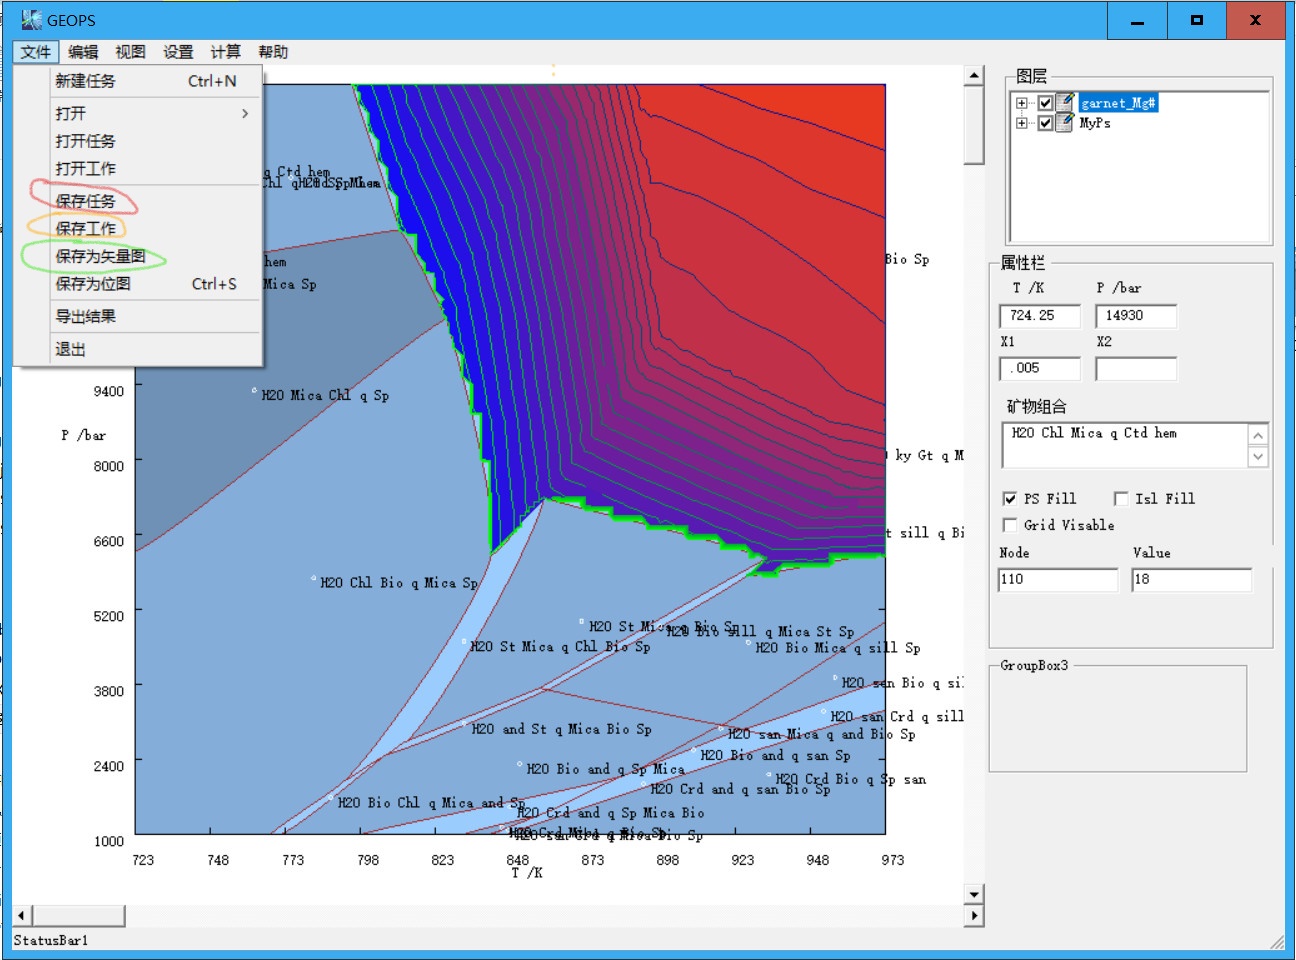 GEOPS
文件 编辑 视图 设置 计算 帮助
新建任务 Ctrl+N
打开
打开任务
打开工作
保存任务
保存工作
保存为矢量图
保存为位图 Ctrl+S
导出结果
退出
q Ctd hem
hem
Mica Sp
Bio Sp
9400
H2O Mica Chl q Sp
P /bar
8000
ky Gt q M
6600
t sill q Bi
H2O Chl Bio q Mica Sp
5200
H2O St Mica q Bio Sp
H2O Bio sill q Mica St Sp
H2O St Mica q Chl Bio Sp
H2O Bio Mica q sill Sp
3800
H2O san Bio q sil
H2O san Crd q sill
H2O and St q Mica Bio Sp
H2O san Mica q and Bio Sp
2400
H2O Bio and q san Sp
H2O Bio and q Sp Mica
H2O Crd Bio q Sp san
H2O Crd and q san Bio Sp
H2O Bio Chl q Mica and Sp
H2O Crd and q Sp Mica Bio
1000
723 748 773 798 823 848 873 898 923 948 973
T /K
StatusBar1
图层
garnet_Mg#
MyPs
属性栏
T /K P /bar
724.25 14930
X1 X2
.005
矿物组合
H2O Chl Mica q Ctd hem
PS Fill Isl Fill
Grid Visable
Node Value
110 18
GroupBox3